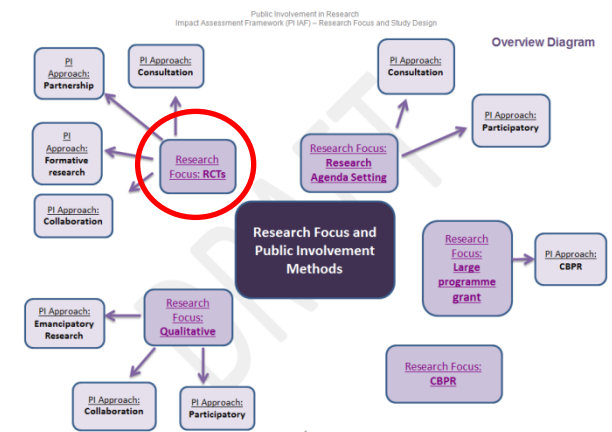 Public Involvement in Research
Impact Assessment Framework (PI IAF) – Research Focus and Study Design
Overview Diagram
PI
Approach:
Partnership
PI Approach:
Consultation
PI
Approach:
Formative
research
PI Approach:
Collaboration
Research
Focus: RCTs
PI Approach:
Consultation
PI Approach:
Participatory
Research Focus:
Research
Agenda Setting
Research Focus and
Public Involvement
Methods
Research
Focus:
Large
programme
grant
PI Approach:
CBPR
Research
Focus:
Qualitative
PI Approach:
Emancipatory
Research
PI Approach:
Collaboration
PI Approach:
Participatory
Research Focus:
CBPR
DRAFT